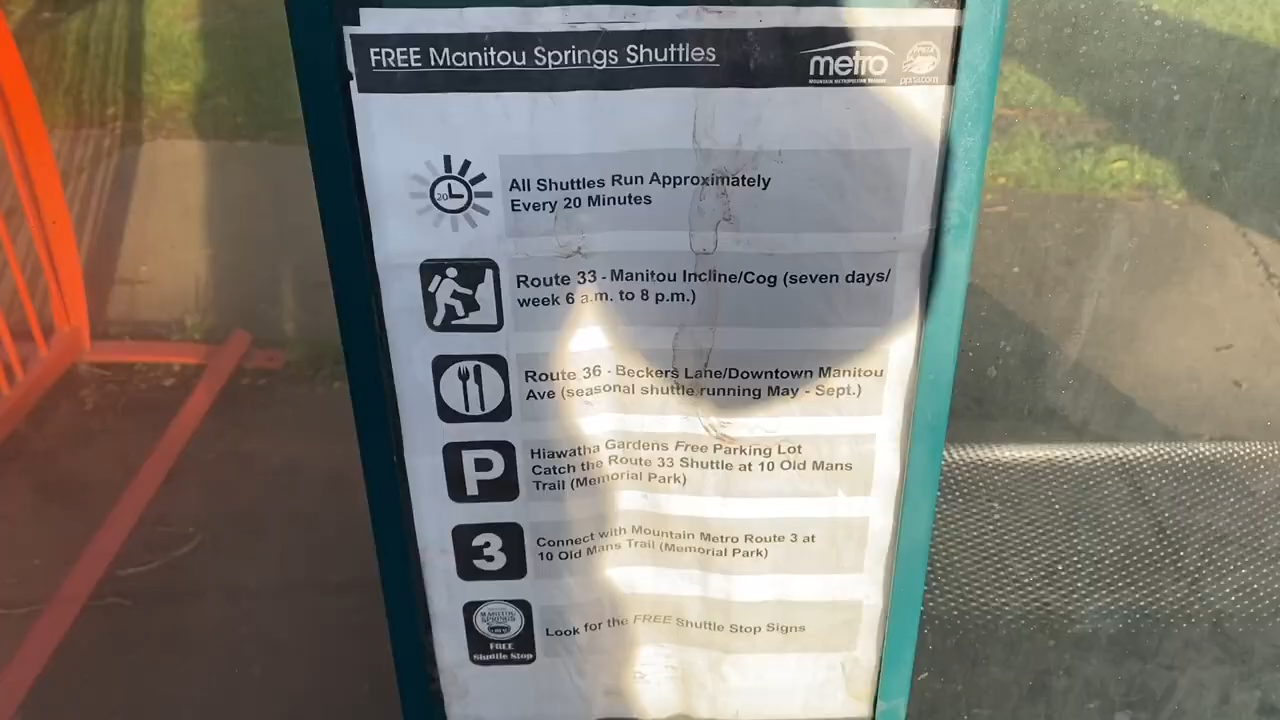 FREE Manitou Springs Shuttles
metro
MOUNTAIN METROPOLITAN TRANSIT
PPRTA
pprta.com
20
All Shuttles Run Approximately
Every 20 Minutes
Route 33 - Manitou Incline/Cog (seven days/
week 6 a.m. to 8 p.m.)
Route 36 - Beckers Lane/Downtown Manitou
Ave (seasonal shuttle running May - Sept.)
P
Hiawatha Gardens Free Parking Lot
Catch the Route 33 Shuttle at 10 Old Mans
Trail (Memorial Park)
3
Connect with Mountain Metro Route 3 at
10 Old Mans Trail (Memorial Park)
MANITOU
SPRINGS
FREE
Shuttle Stop
Look for the FREE Shuttle Stop Signs